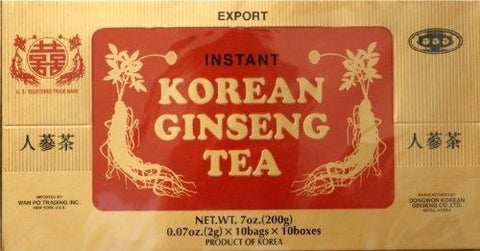 EXPORT
囍
U.S. REGISTERED TRADE MARK
INSTANT
KOREAN
GINSENG
TEA
人蔘茶
人蔘茶
IMPORTED BY
WAH PO TRADING INC.
NEW YORK U.S.A
MANUFACTURED BY
DONGWON KOREAN
GINSENG CO., LTD.
SEOUL, KOREA
NET.WT. 7oz.(200g)
0.07oz.(2g) × 10bags × 10boxes
PRODUCT OF KOREA